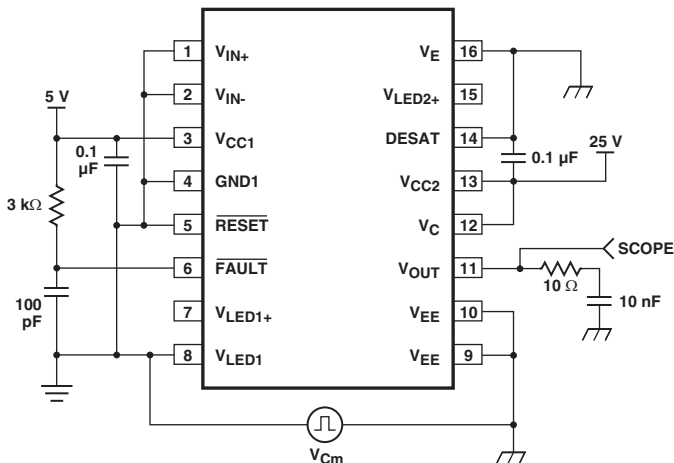 1 V_IN+
2 V_IN-
3 V_CC1
4 GND1
5 R̅E̅S̅E̅T̅
6 F̅A̅U̅L̅T̅
7 V_LED1+
8 V_LED1
V_E 16
V_LED2+ 15
DESAT 14
V_CC2 13
V_C 12
V_OUT 11
V_EE 10
V_EE 9
5 V
0.1
µF
3 kΩ
100
pF
0.1 µF
25 V
SCOPE
10 Ω
10 nF
V_Cm